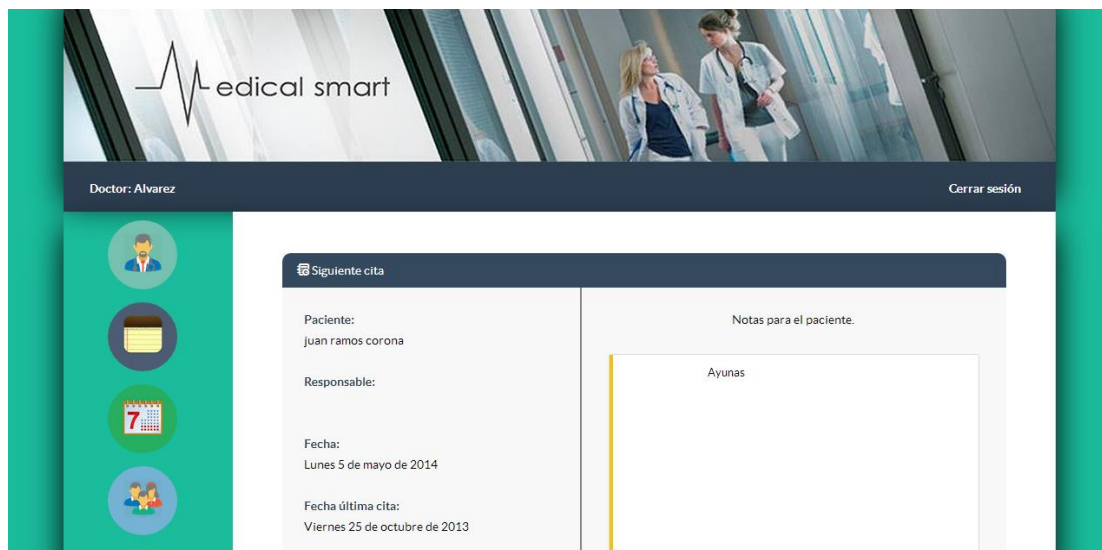 edical smart
Doctor: Alvarez
Cerrar sesión
7
Siguiente cita
Paciente:
juan ramos corona
Responsable:
Fecha:
Lunes 5 de mayo de 2014
Fecha última cita:
Viernes 25 de octubre de 2013
Notas para el paciente.
Ayunas